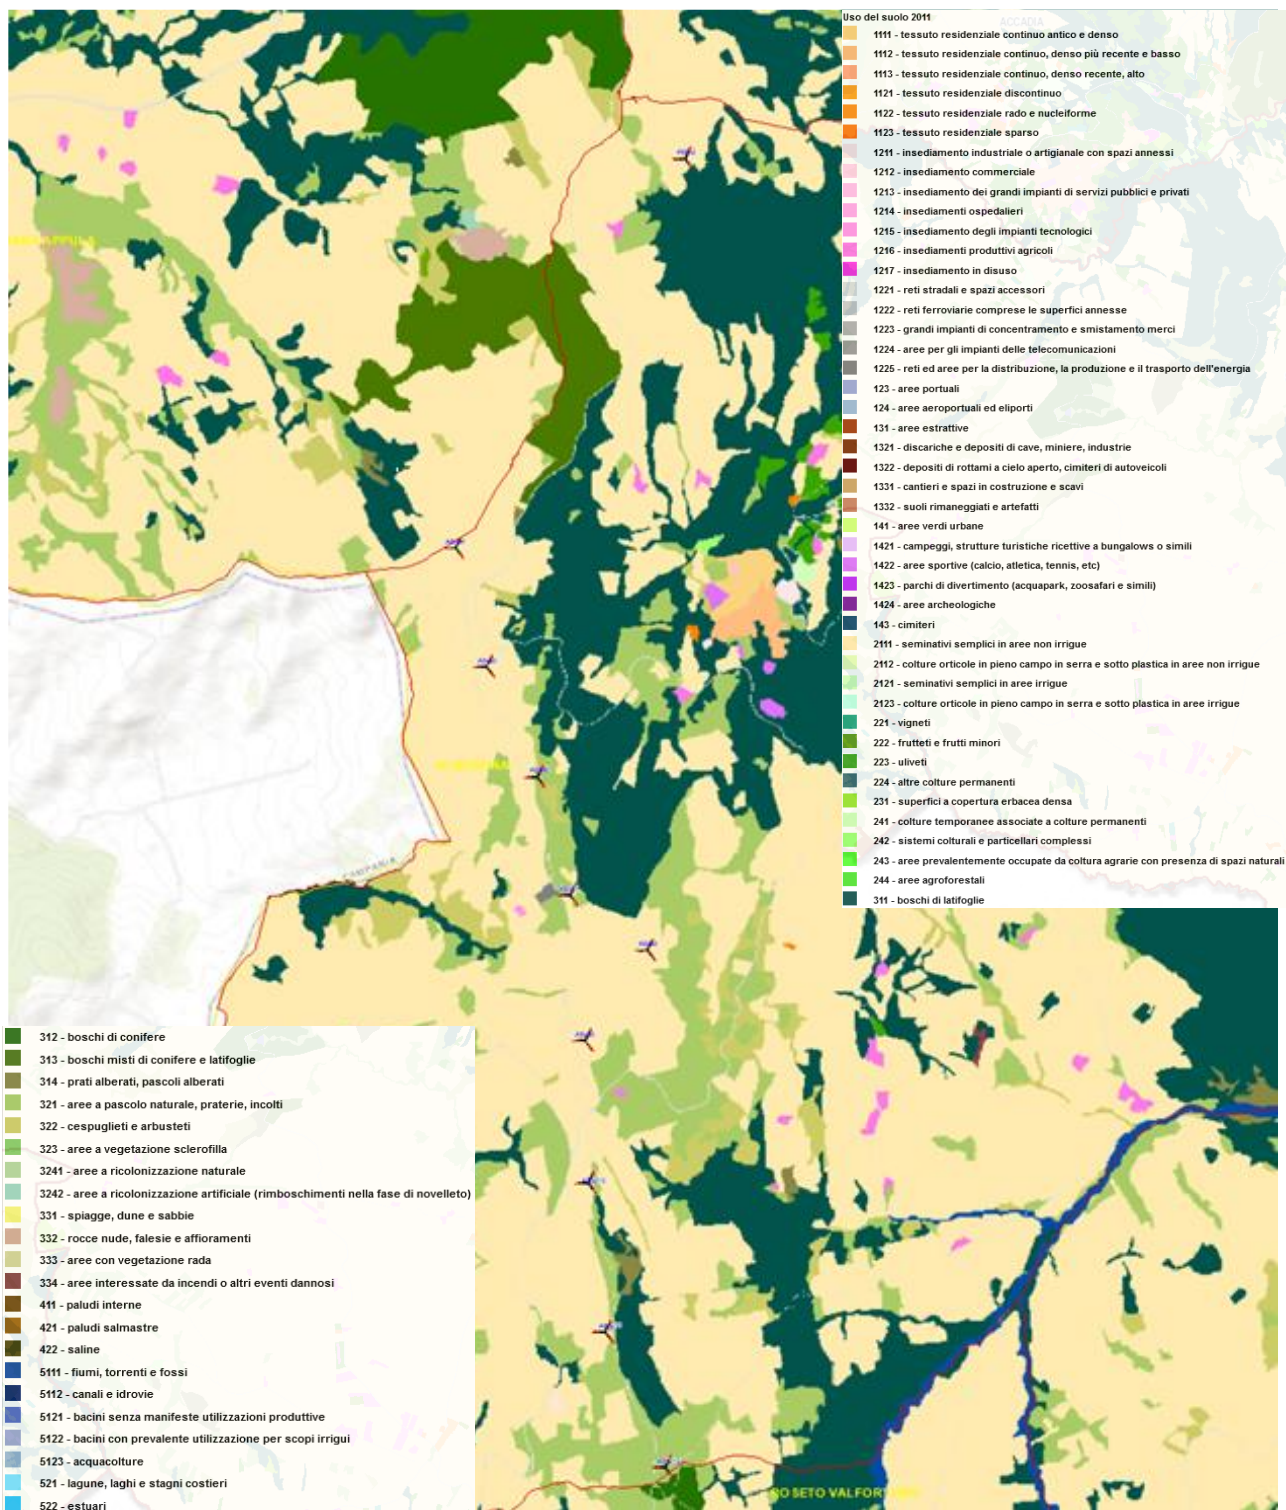 Uso del suolo 2011
ACCADIA
1111 - tessuto residenziale continuo antico e denso
1112 - tessuto residenziale continuo, denso più recente e basso
1113 - tessuto residenziale continuo, denso recente, alto
1121 - tessuto residenziale discontinuo
1122 - tessuto residenziale rado e nucleiforme
1123 - tessuto residenziale sparso
1211 - insediamento industriale o artigianale con spazi annessi
1212 - insediamento commerciale
1213 - insediamento dei grandi impianti di servizi pubblici e privati
1214 - insediamenti ospedalieri
1215 - insediamento degli impianti tecnologici
1216 - insediamenti produttivi agricoli
1217 - insediamento in disuso
1221 - reti stradali e spazi accessori
1222 - reti ferroviarie comprese le superfici annesse
1223 - grandi impianti di concentramento e smistamento merci
1224 - aree per gli impianti delle telecomunicazioni
1225 - reti ed aree per la distribuzione, la produzione e il trasporto dell'energia
123 - aree portuali
124 - aree aeroportuali ed eliporti
131 - aree estrattive
1321 - discariche e depositi di cave, miniere, industrie
1322 - depositi di rottami a cielo aperto, cimiteri di autoveicoli
1331 - cantieri e spazi in costruzione e scavi
1332 - suoli rimaneggiati e artefatti
141 - aree verdi urbane
1421 - campeggi, strutture turistiche ricettive a bungalows o simili
1422 - aree sportive (calcio, atletica, tennis, etc)
1423 - parchi di divertimento (acquapark, zoosafari e simili)
1424 - aree archeologiche
143 - cimiteri
2111 - seminativi semplici in aree non irrigue
2112 - colture orticole in pieno campo in serra e sotto plastica in aree non irrigue
2121 - seminativi semplici in aree irrigue
2123 - colture orticole in pieno campo in serra e sotto plastica in aree irrigue
221 - vigneti
222 - frutteti e frutti minori
223 - uliveti
224 - altre colture permanenti
231 - superfici a copertura erbacea densa
241 - colture temporanee associate a colture permanenti
242 - sistemi colturali e particellari complessi
243 - aree prevalentemente occupate da coltura agrarie con presenza di spazi naturali
244 - aree agroforestali
311 - boschi di latifoglie
CAMPANIA
312 - boschi di conifere
313 - boschi misti di conifere e latifoglie
314 - prati alberati, pascoli alberati
321 - aree a pascolo naturale, praterie, incolti
322 - cespuglieti e arbusteti
323 - aree a vegetazione sclerofilla
3241 - aree a ricolonizzazione naturale
3242 - aree a ricolonizzazione artificiale (rimboschimenti nella fase di novelleto)
331 - spiagge, dune e sabbie
332 - rocce nude, falesie e affioramenti
333 - aree con vegetazione rada
334 - aree interessate da incendi o altri eventi dannosi
411 - paludi interne
421 - paludi salmastre
422 - saline
5111 - fiumi, torrenti e fossi
5112 - canali e idrovie
5121 - bacini senza manifeste utilizzazioni produttive
5122 - bacini con prevalente utilizzazione per scopi irrigui
5123 - acquacolture
521 - lagune, laghi e stagni costieri
522 - estuari
SETO